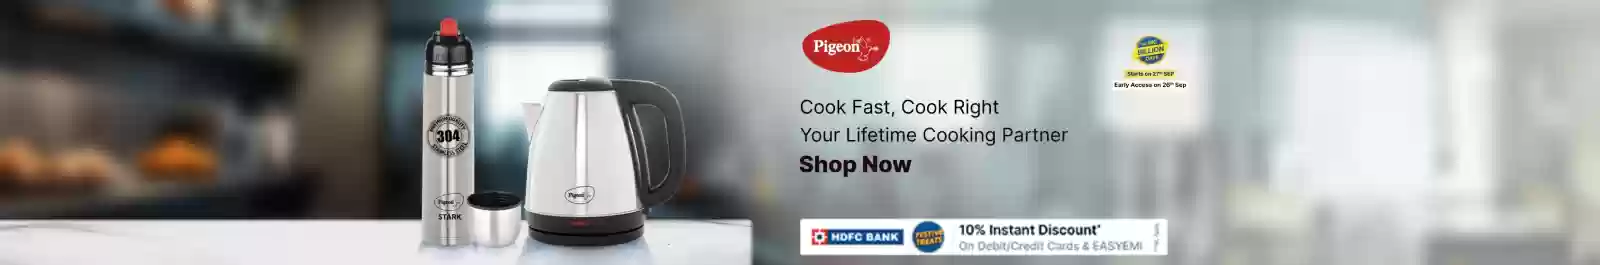 Pigeon
THE BIG
BILLION
DAYS
Starts on 27th SEP
Early Access on 26th Sep
Cook Fast, Cook Right
Your Lifetime Cooking Partner
Shop Now
304
STAINLESS STEEL
Pigeon
STARK
Pigeon
HDFC BANK
FESTIVE
TREATS
10% Instant Discount*
On Debit/Credit Cards & EASYEMI